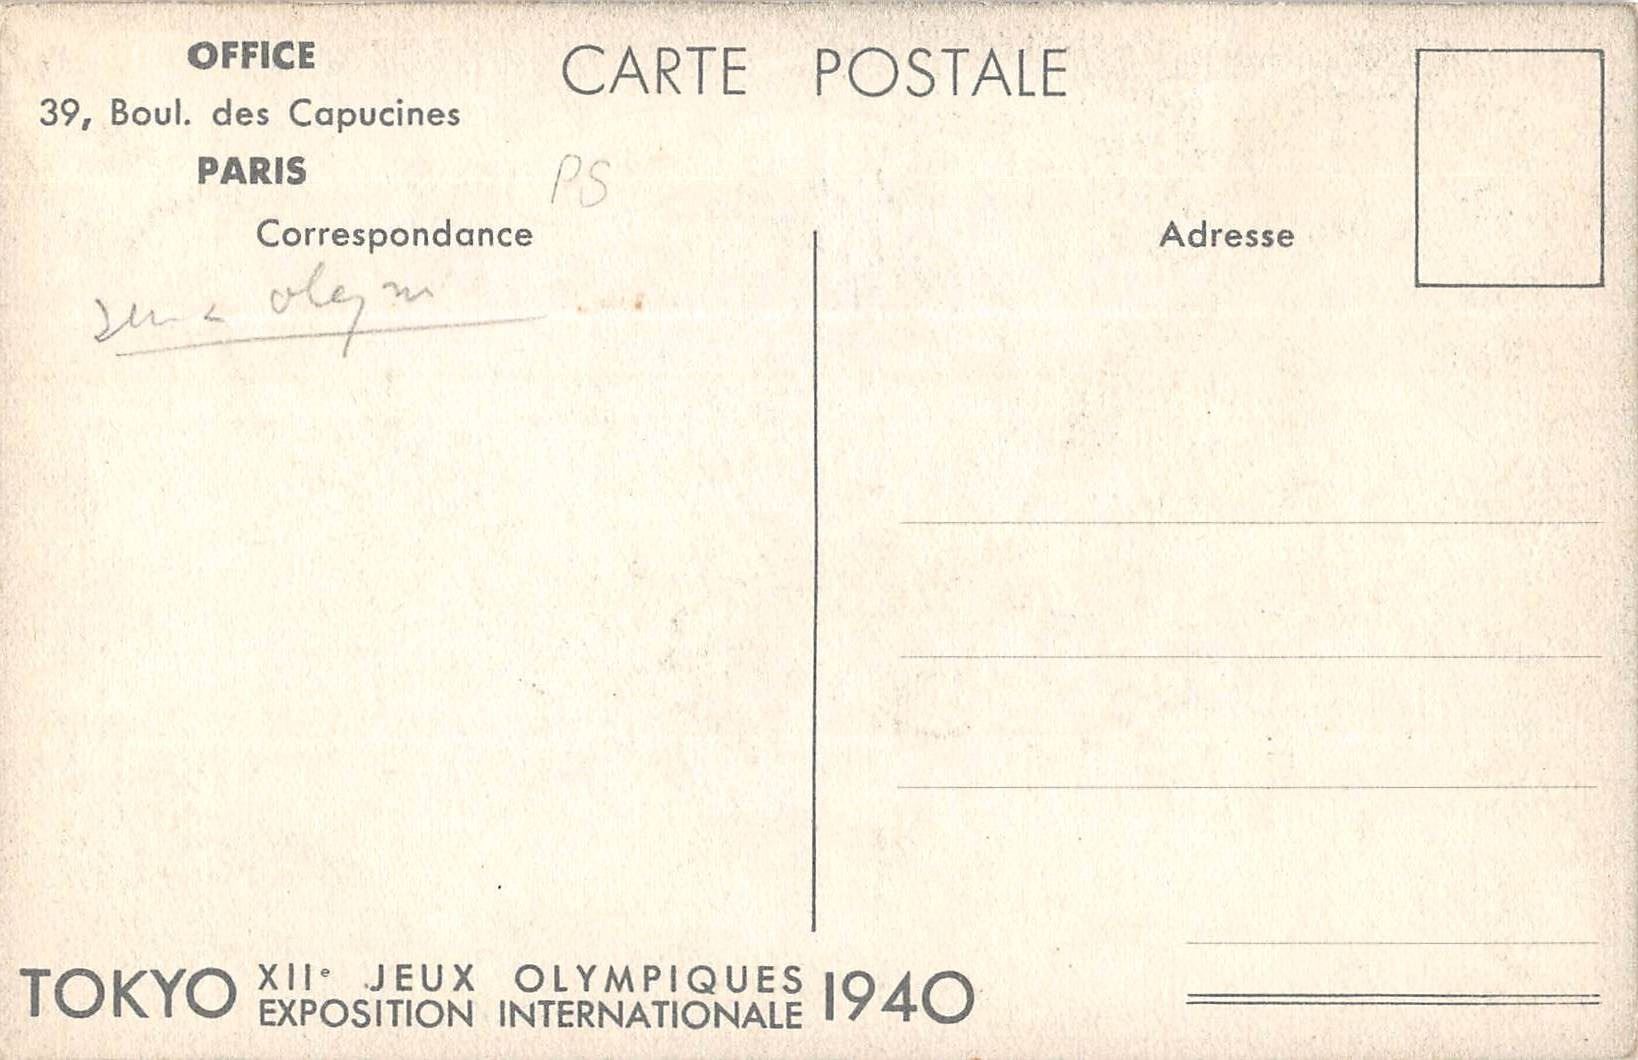 OFFICE
39, Boul. des Capucines
PARIS
CARTE POSTALE
PS
Correspondance
Adresse
TOKYO XIIe JEUX OLYMPIQUES 1940
EXPOSITION INTERNATIONALE